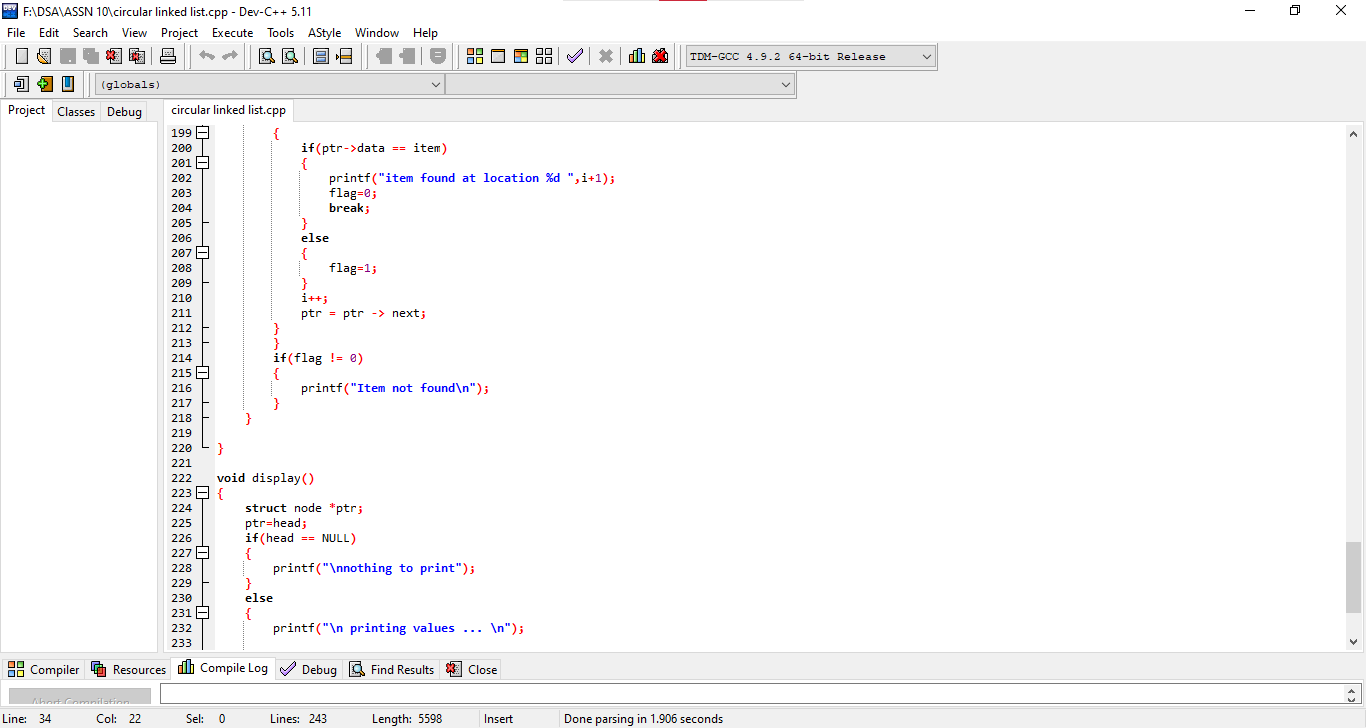 F:\DSA\ASSN 10\circular linked list.cpp - Dev-C++ 5.11
File Edit Search View Project Execute Tools AStyle Window Help
TDM-GCC 4.9.2 64-bit Release
(globals)
Project Classes Debug circular linked list.cpp
199 {
200 if(ptr->data == item)
201 {
202 printf("item found at location %d ",i+1);
203 flag=0;
204 break;
205 }
206 else
207 {
208 flag=1;
209 }
210 i++;
211 ptr = ptr -> next;
212 }
213 }
214 if(flag != 0)
215 {
216 printf("Item not found\n");
217 }
218 }
219
220 }
221
222 void display()
223 {
224 struct node *ptr;
225 ptr=head;
226 if(head == NULL)
227 {
228 printf("\nnothing to print");
229 }
230 else
231 {
232 printf("\n printing values ... \n");
233
Compiler Resources Compile Log Debug Find Results Close
Abort Compilation
Line: 34 Col: 22 Sel: 0 Lines: 243 Length: 5598 Insert Done parsing in 1.906 seconds